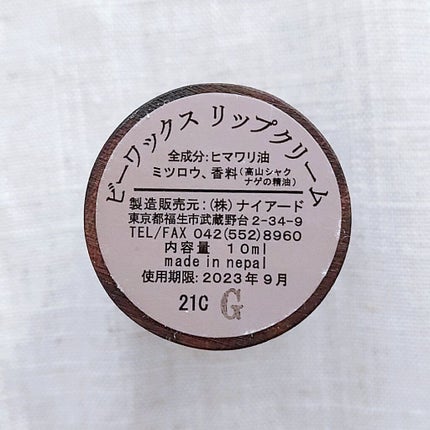 ビーワックス リップクリーム
全成分:ヒマワリ油
ミツロウ、香料(高山シャク
ナゲの精油)
製造販売元:(株)ナイアード
東京都福生市武蔵野台2-34-9
TEL/FAX 042(552)8960
内容量 10ml
made in nepal
使用期限:2023年9月
21C G